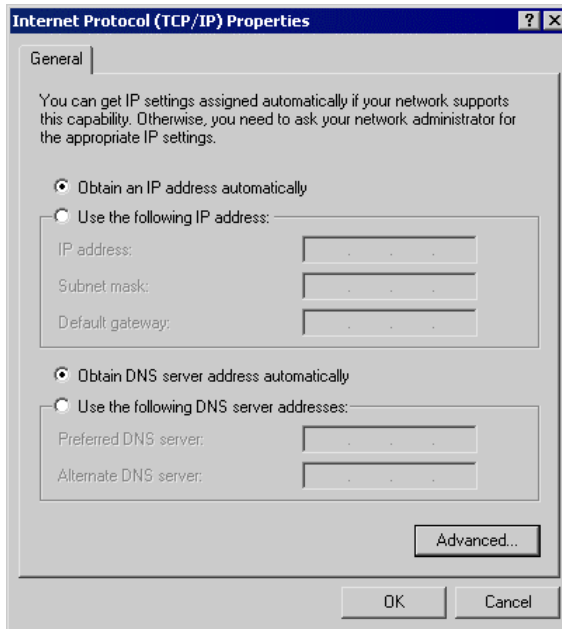 Internet Protocol (TCP/IP) Properties
General
You can get IP settings assigned automatically if your network supports
this capability. Otherwise, you need to ask your network administrator for
the appropriate IP settings.
Obtain an IP address automatically
Use the following IP address:
IP address:
Subnet mask:
Default gateway:
Obtain DNS server address automatically
Use the following DNS server addresses:
Preferred DNS server:
Alternate DNS server:
Advanced...
OK Cancel